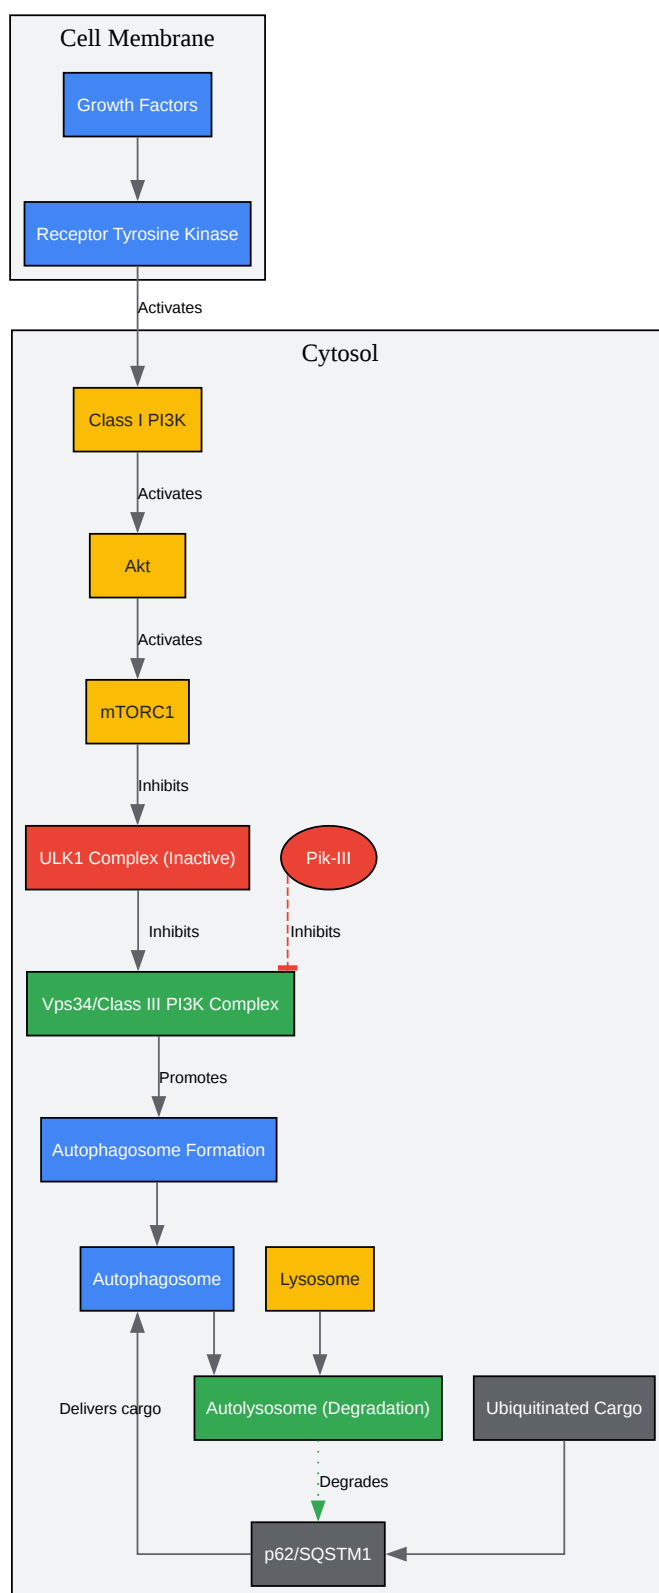 Cell Membrane
Growth Factors
Receptor Tyrosine Kinase
Activates
Cytosol
Class I PI3K
Activates
Akt
Activates
mTORC1
Inhibits
ULK1 Complex (Inactive)
Pik-III
Inhibits
Inhibits
Vps34/Class III PI3K Complex
Promotes
Autophagosome Formation
Autophagosome
Lysosome
Delivers cargo
Autolysosome (Degradation)
Ubiquitinated Cargo
Degrades
p62/SQSTM1